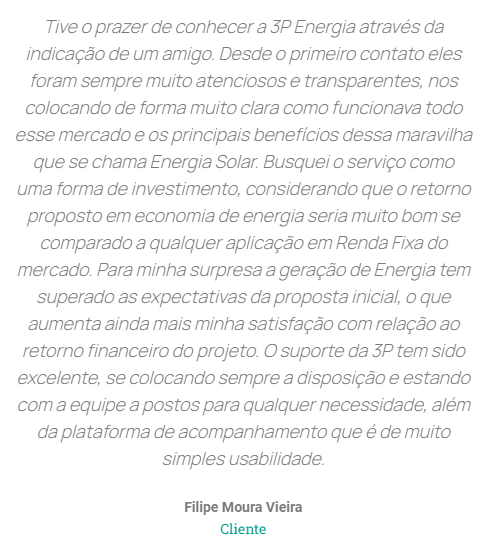 Tive o prazer de conhecer a 3P Energia através da
indicação de um amigo. Desde o primeiro contato eles
foram sempre muito atenciosos e transparentes, nos
colocando de forma muito clara como funcionava todo
esse mercado e os principais benefícios dessa maravilha
que se chama Energia Solar. Busquei o serviço como
uma forma de investimento, considerando que o retorno
proposto em economia de energia seria muito bom se
comparado a qualquer aplicação em Renda Fixa do
mercado. Para minha surpresa a geração de Energia tem
superado as expectativas da proposta inicial, o que
aumenta ainda mais minha satisfação com relação ao
retorno financeiro do projeto. O suporte da 3P tem sido
excelente, se colocando sempre a disposição e estando
com a equipe a postos para qualquer necessidade, além
da plataforma de acompanhamento que é de muito
simples usabilidade.
Filipe Moura Vieira
Cliente